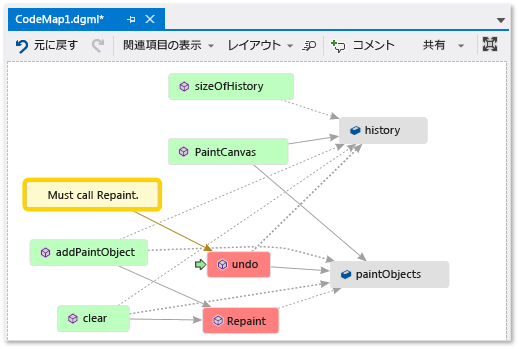 CodeMap1.dgml*
元に戻す
関連項目の表示
レイアウト
コメント
共有
sizeOfHistory
history
PaintCanvas
Must call Repaint.
addPaintObject
undo
paintObjects
clear
Repaint